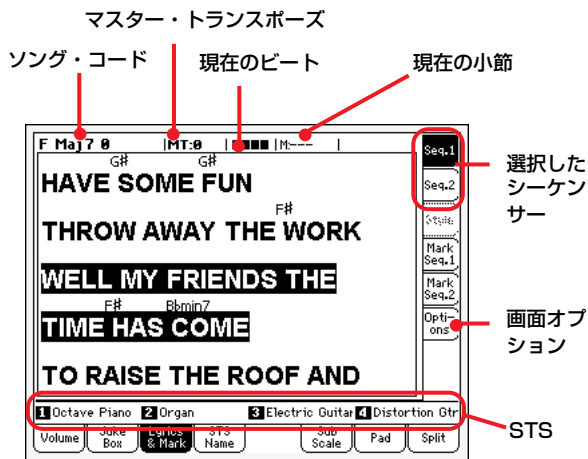 マスター・トランスポーズ
ソング・コード
現在のビート
現在の小節
F Maj7 0 |MT:0 | |M:--- |
G# G#
HAVE SOME FUN
F#
THROW AWAY THE WORK
WELL MY FRIENDS THE
F# Bbmin7
TIME HAS COME
TO RAISE THE ROOF AND
Seq.1
Seq.2
Style
Mark
Seq.1
Mark
Seq.2
Opti-
ons
選択した
シーケン
サー
画面オプ
ション
1 Octave Piano 2 Organ 3 Electric Guitar 4 Distortion Gtr
STS
Volume
Juke
Box
Lyrics
& Mark
STS
Name
Sub
Scale
Pad
Split